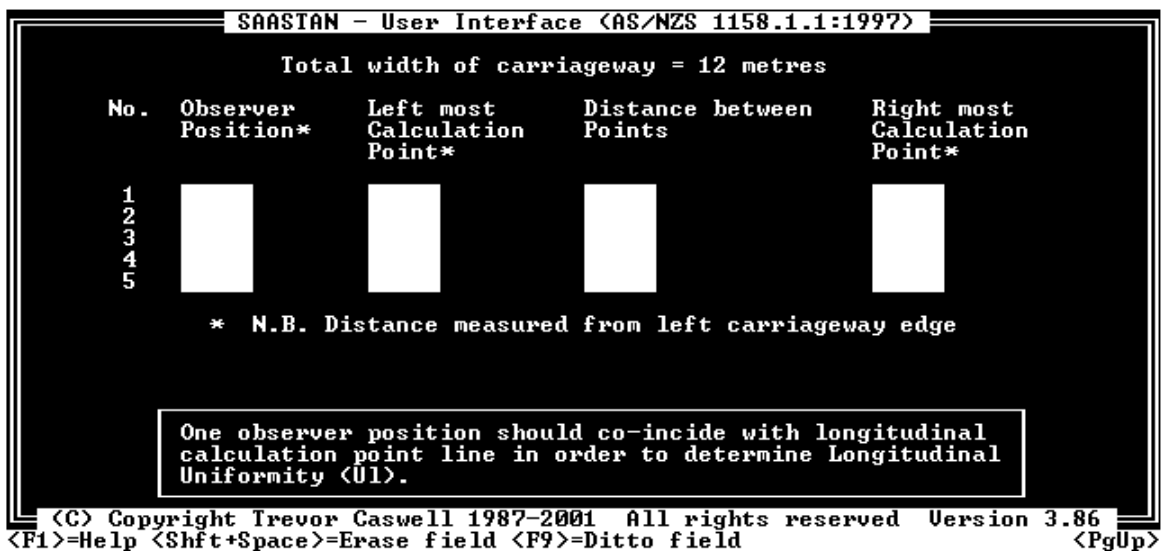 SAASTAN - User Interface (AS/NZS 1158.1.1:1997)
Total width of carriageway = 12 metres
No. Observer Left most Distance between Right most
Position* Calculation Points Calculation
Point* Point*
1
2
3
4
5
* N.B. Distance measured from left carriageway edge
One observer position should co-incide with longitudinal
calculation point line in order to determine Longitudinal
Uniformity (Ul).
(C) Copyright Trevor Caswell 1987-2001 All rights reserved Version 3.86
<F1>=Help <Shft+Space>=Erase field <F9>=Ditto field <PgUp>